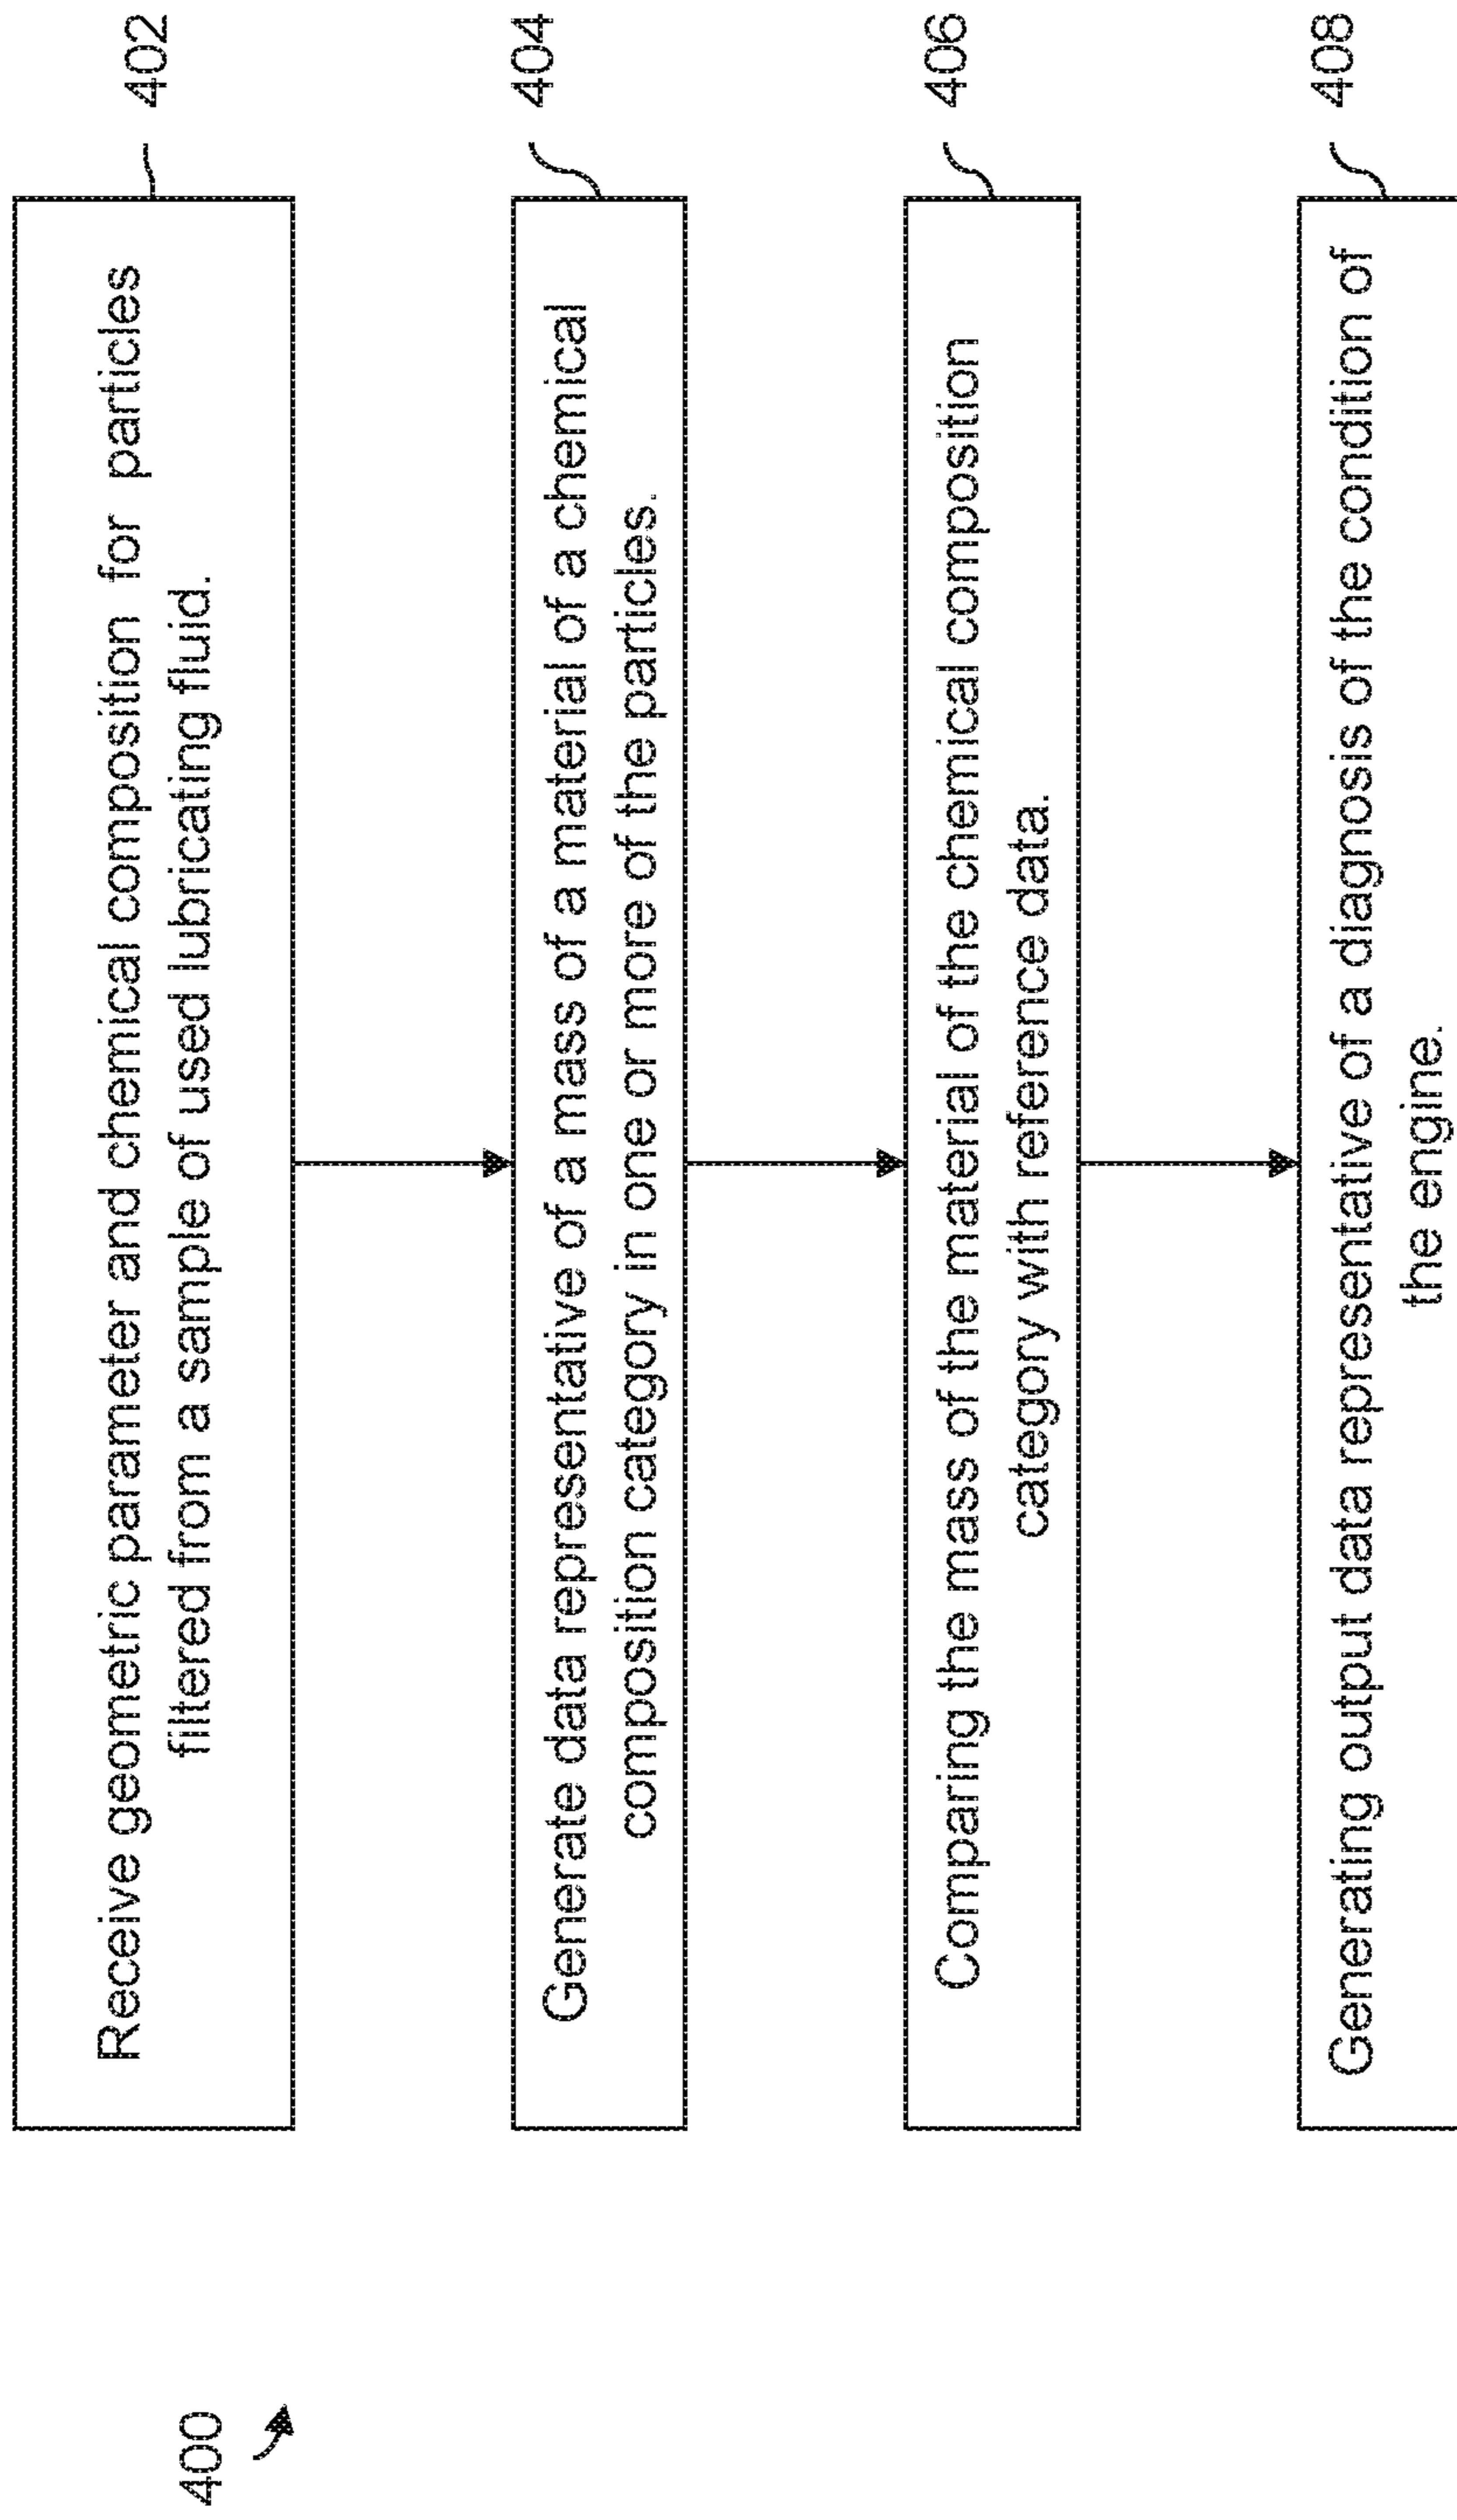 400
Receive geometric parameter and chemical composition for particles
filtered from a sample of used lubricating fluid.
402
Generate data representative of a mass of a material of a chemical
composition category in one or more of the particles.
404
Comparing the mass of the material of the chemical composition
category with reference data.
406
Generating output data representative of a diagnosis of the condition of
the engine.
408